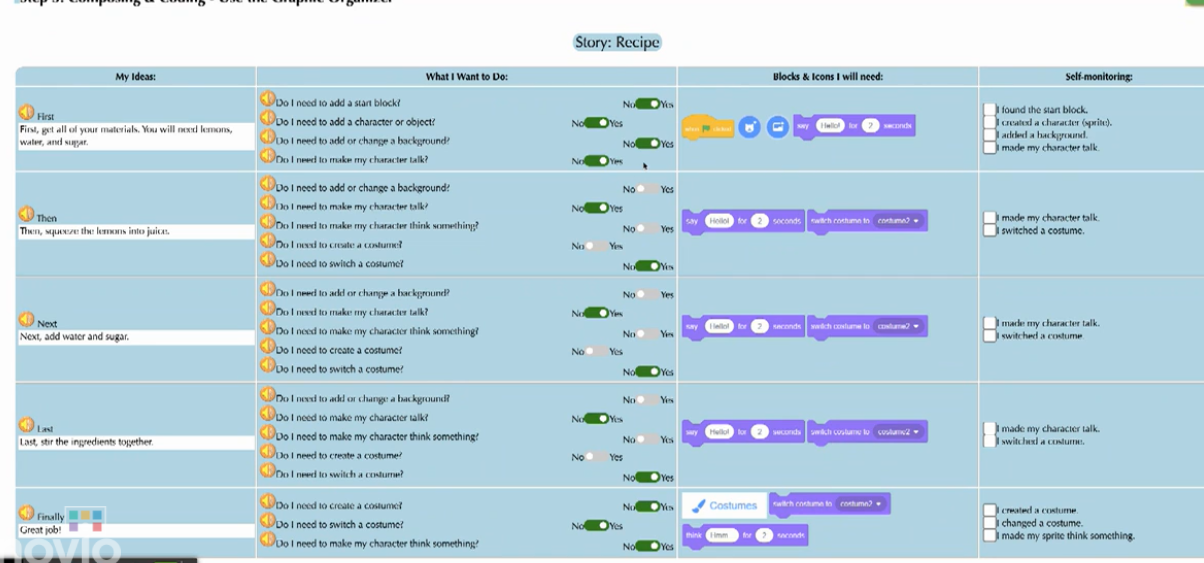 Step 3: Composing & Coding - Use the Graphic Organizer
Story: Recipe
My Ideas:
What I Want to Do:
Blocks & Icons I will need:
Self-monitoring:
First
First, get all of your materials. You will need lemons,
water, and sugar.
Do I need to add a start block? No Yes
Do I need to add a character or object? No Yes
Do I need to add or change a background? No Yes
Do I need to make my character talk? No Yes
when clicked
say Hello! for 2 seconds
I found the start block.
I created a character (sprite).
I added a background.
I made my character talk.
Then
Then, squeeze the lemons into juice.
Do I need to add or change a background? No Yes
Do I need to make my character talk? No Yes
Do I need to make my character think something? No Yes
Do I need to create a costume? No Yes
Do I need to switch a costume? No Yes
say Hello! for 2 seconds switch costume to costume2
I made my character talk.
I switched a costume.
Next
Next, add water and sugar.
Do I need to add or change a background? No Yes
Do I need to make my character talk? No Yes
Do I need to make my character think something? No Yes
Do I need to create a costume? No Yes
Do I need to switch a costume? No Yes
say Hello! for 2 seconds switch costume to costume2
I made my character talk.
I switched a costume.
Last
Last, stir the ingredients together.
Do I need to add or change a background? No Yes
Do I need to make my character talk? No Yes
Do I need to make my character think something? No Yes
Do I need to create a costume? No Yes
Do I need to switch a costume? No Yes
say Hello! for 2 seconds switch costume to costume2
I made my character talk.
I switched a costume.
Finally
Great job!
Do I need to create a costume? No Yes
Do I need to switch a costume? No Yes
Do I need to make my character think something? No Yes
Costumes switch costume to costume2
think Hmm for 2 seconds
I created a costume.
I changed a costume.
I made my sprite think something.